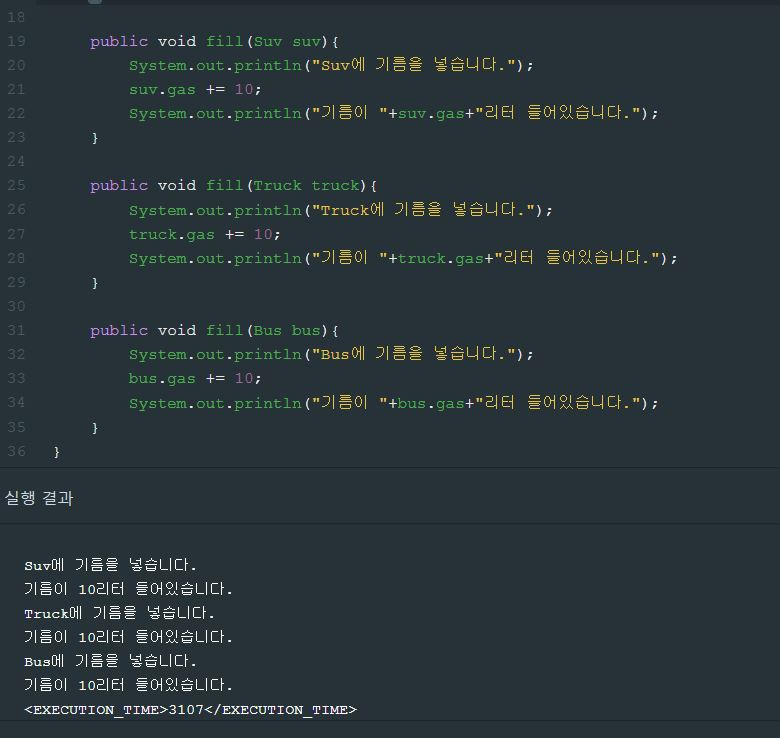 18
19 public void fill(Suv suv){
20 System.out.println("Suv에 기름을 넣습니다.");
21 suv.gas += 10;
22 System.out.println("기름이 "+suv.gas+"리터 들어있습니다.");
23 }
24
25 public void fill(Truck truck){
26 System.out.println("Truck에 기름을 넣습니다.");
27 truck.gas += 10;
28 System.out.println("기름이 "+truck.gas+"리터 들어있습니다.");
29 }
30
31 public void fill(Bus bus){
32 System.out.println("Bus에 기름을 넣습니다.");
33 bus.gas += 10;
34 System.out.println("기름이 "+bus.gas+"리터 들어있습니다.");
35 }
36 }
실행 결과
Suv에 기름을 넣습니다.
기름이 10리터 들어있습니다.
Truck에 기름을 넣습니다.
기름이 10리터 들어있습니다.
Bus에 기름을 넣습니다.
기름이 10리터 들어있습니다.
<EXECUTION_TIME>3107</EXECUTION_TIME>